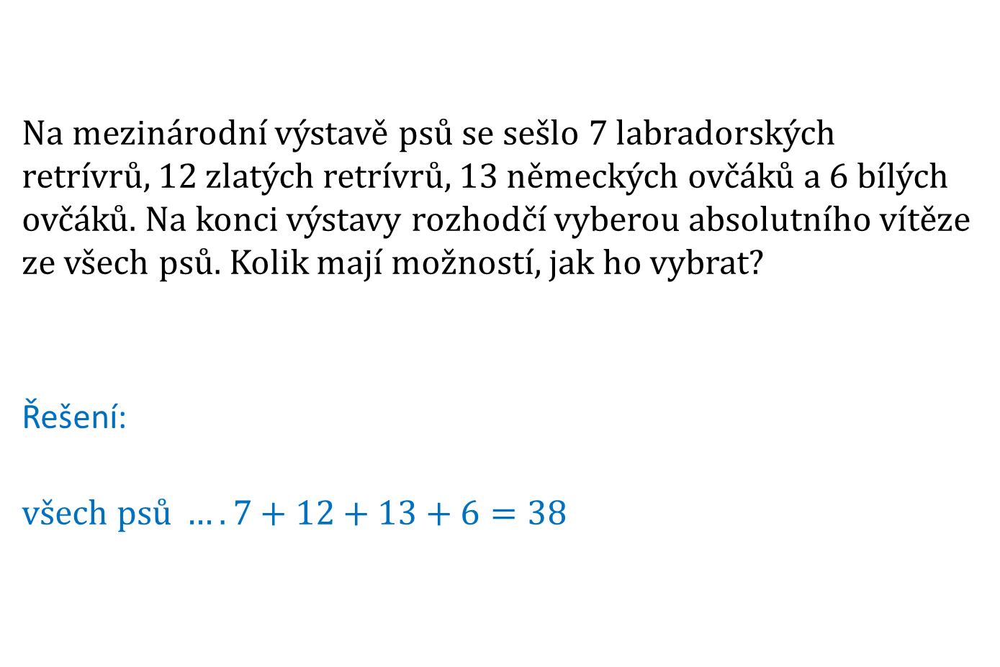 Na mezinárodní výstavě psů se sešlo 7 labradorských
retrívrů, 12 zlatých retrívrů, 13 německých ovčáků a 6 bílých
ovčáků. Na konci výstavy rozhodčí vyberou absolutního vítěze
ze všech psů. Kolik mají možností, jak ho vybrat?
Řešení:
všech psů … . 7 + 12 + 13 + 6 = 38